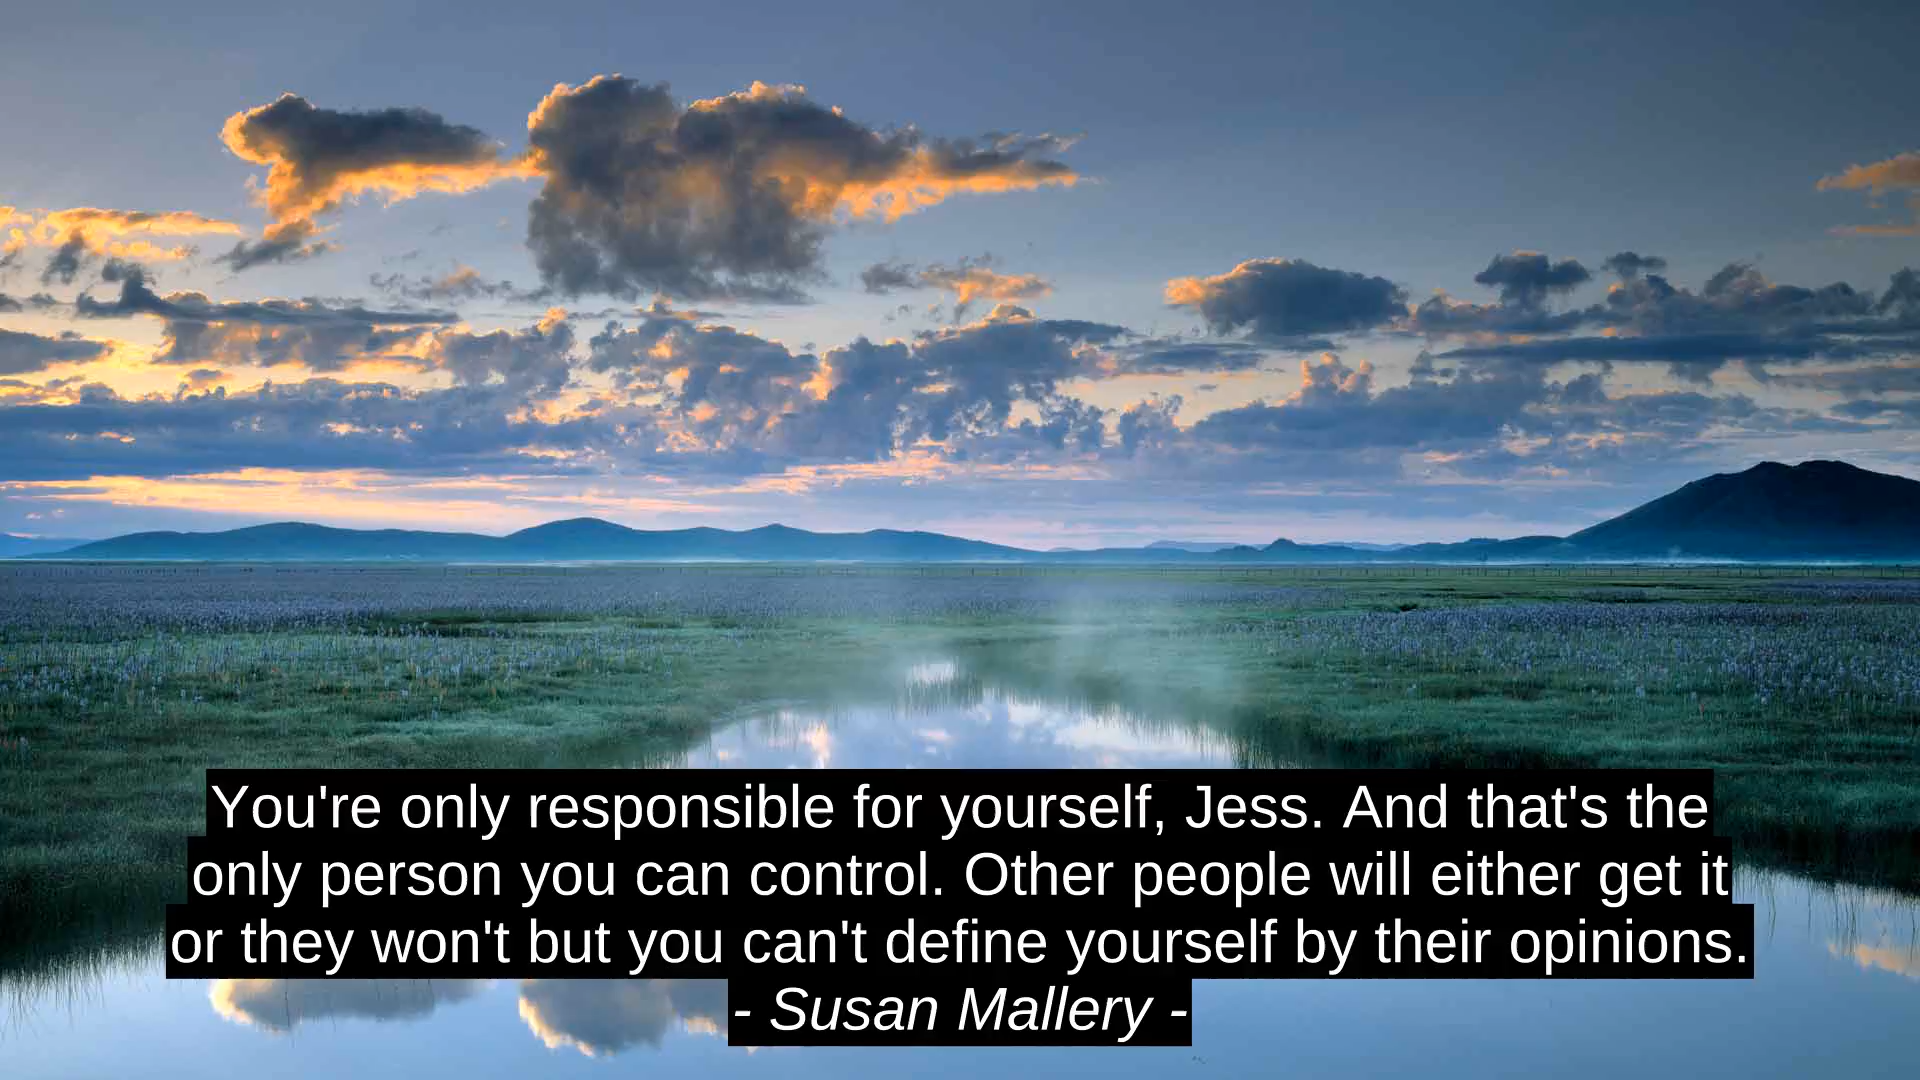 You're only responsible for yourself, Jess. And that's the
only person you can control. Other people will either get it
or they won't but you can't define yourself by their opinions.
- Susan Mallery -